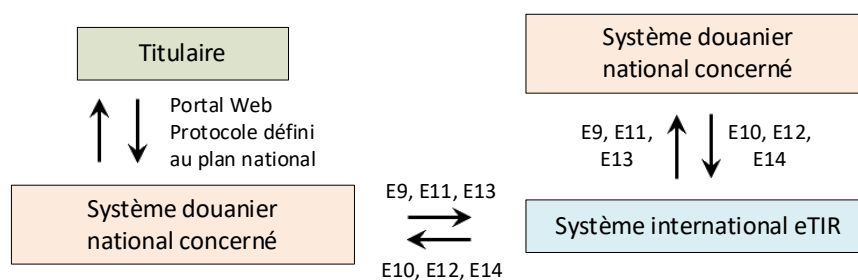 Titulaire
Portal Web
Protocole défini
au plan national
Système douanier
national concerné
E9, E11, E13
E10, E12, E14
Système douanier
national concerné
E9, E11,
E13
E10, E12,
E14
Système international eTIR